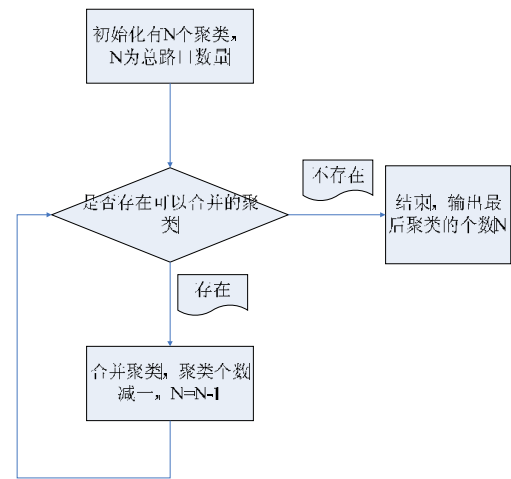 初始化有N个聚类,
N为总路口数量
是否存在可以合并的聚
类
不存在
结束, 输出最
后聚类的个数N
存在
合并聚类, 聚类个数
减一, N=N-1